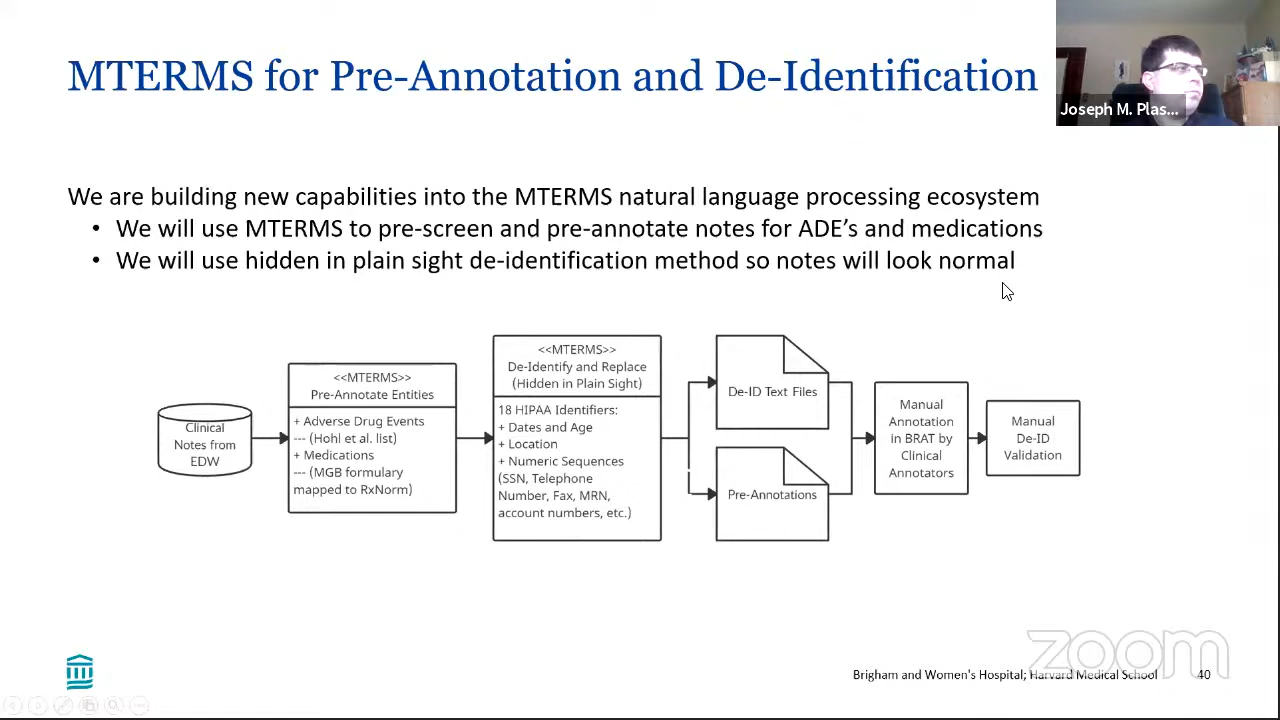 MTERMS for Pre-Annotation and De-Identification
Joseph M. Plas...
We are building new capabilities into the MTERMS natural language processing ecosystem
• We will use MTERMS to pre-screen and pre-annotate notes for ADE's and medications
• We will use hidden in plain sight de-identification method so notes will look normal
Clinical
Notes from
EDW
<<MTERMS>>
Pre-Annotate Entities
+ Adverse Drug Events
--- (Hohl et al. list)
+ Medications
--- (MGB formulary
mapped to RxNorm)
<<MTERMS>>
De-Identify and Replace
(Hidden in Plain Sight)
18 HIPAA Identifiers:
+ Dates and Age
+ Location
+ Numeric Sequences
(SSN, Telephone
Number, Fax, MRN,
account numbers, etc.)
De-ID Text Files
Pre-Annotations
Manual
Annotation
in BRAT by
Clinical
Annotators
Manual
De-ID
Validation
zoom
Brigham and Women's Hospital; Harvard Medical School
40